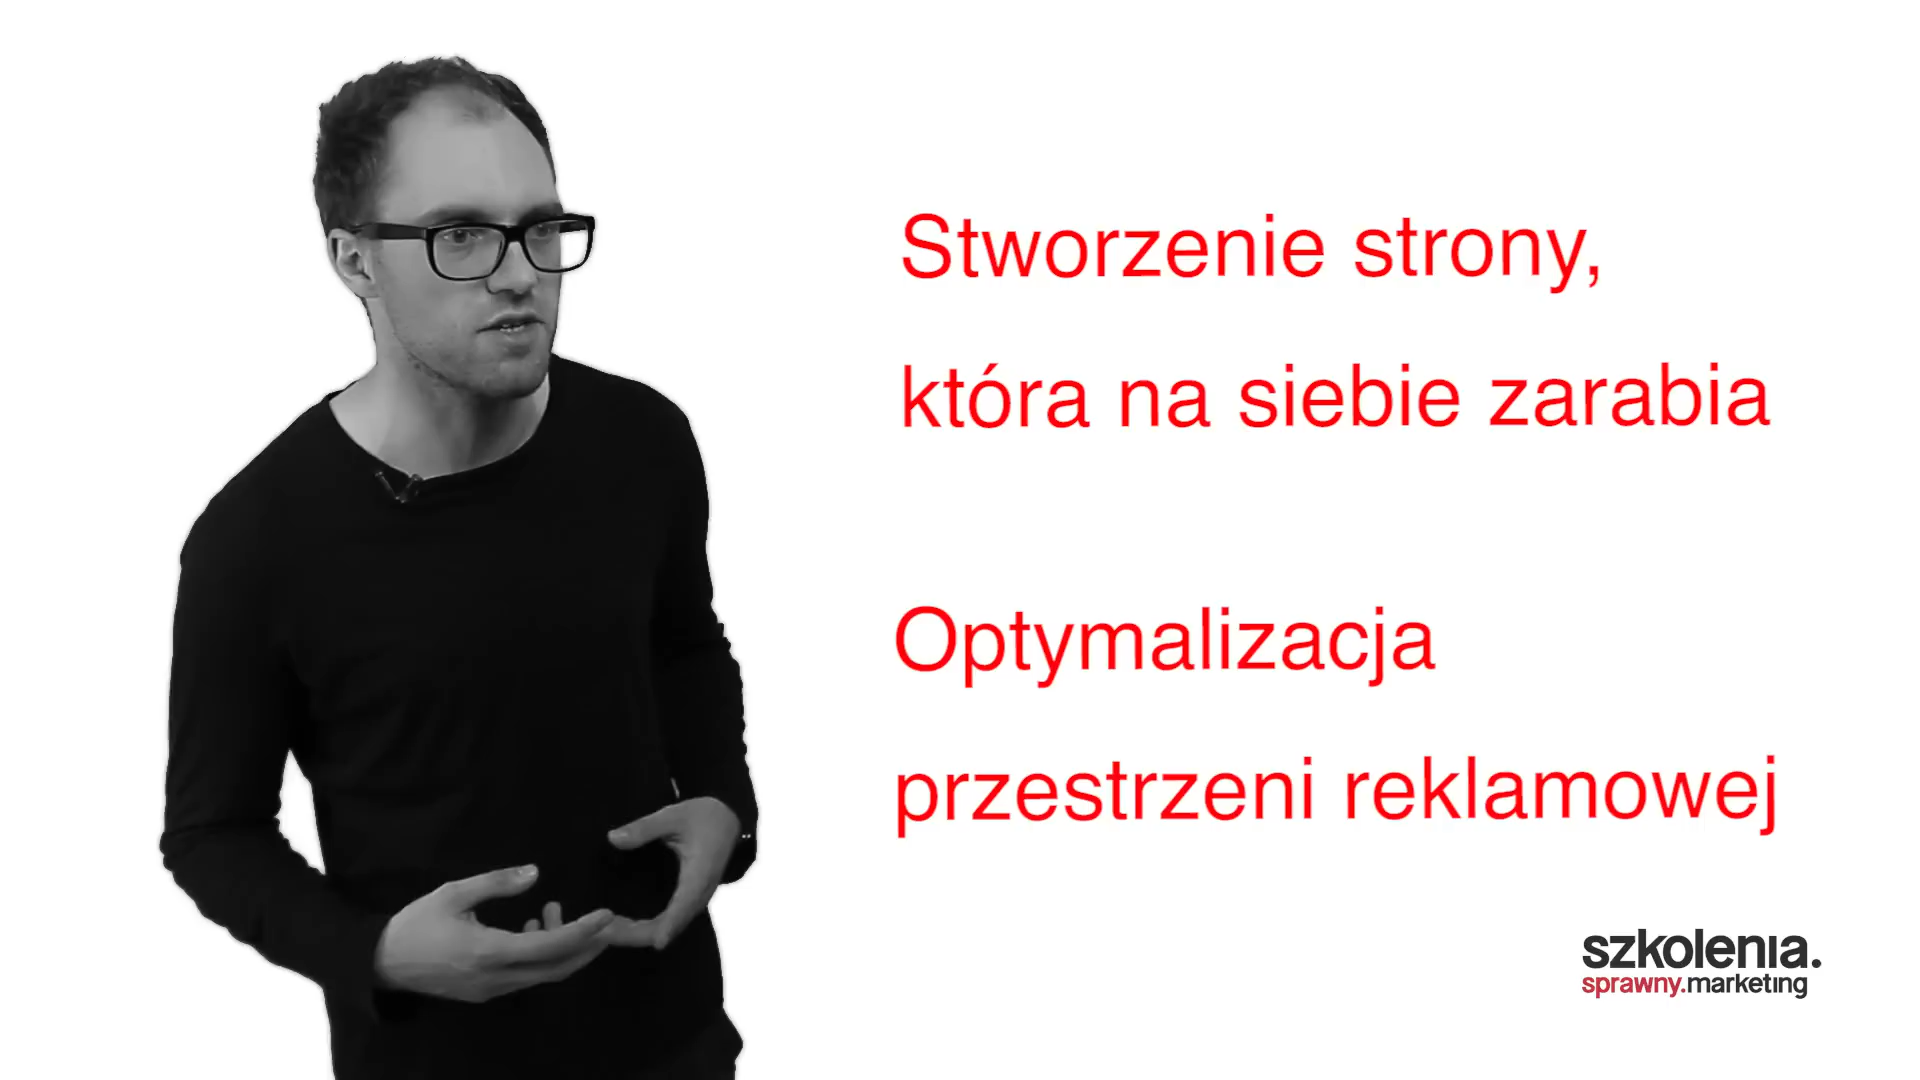 Stworzenie strony,
która na siebie zarabia
Optymalizacja
przestrzeni reklamowej
szkolenia.
sprawny.marketing